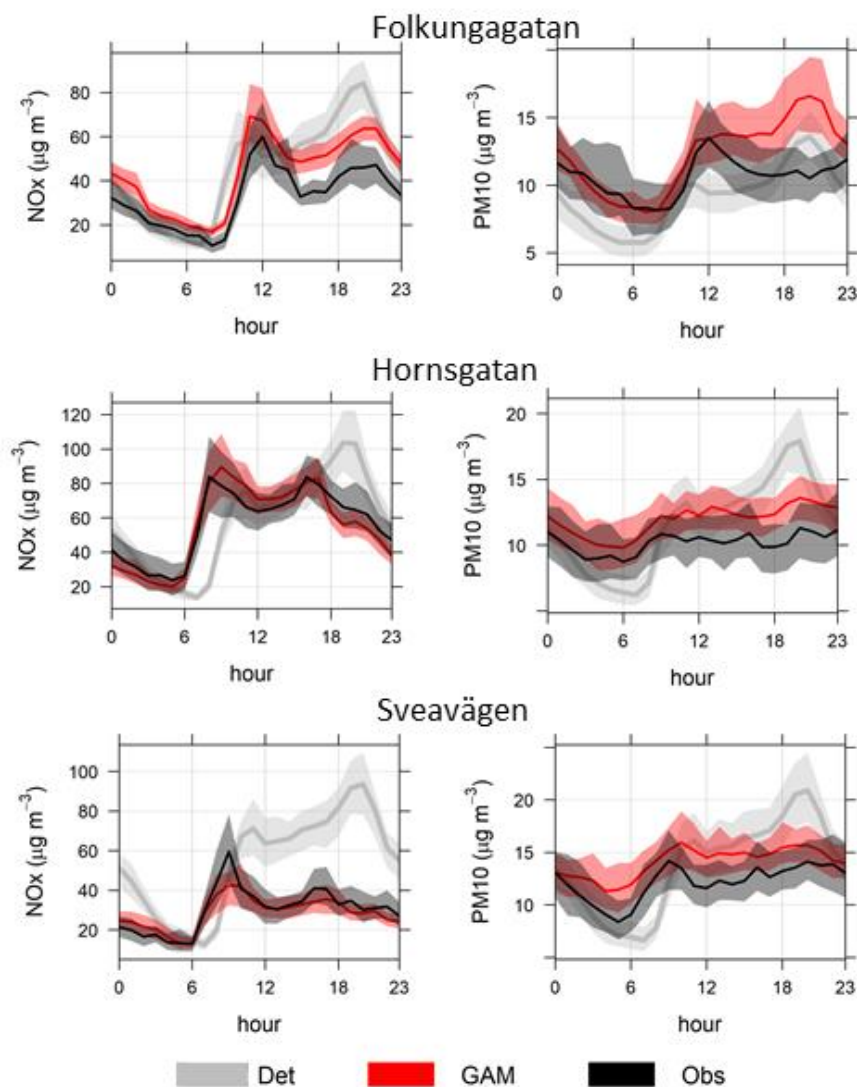 Folkungagatan
NOx (μg m−3)
80
60
40
20
0 6 12 18 23
hour
PM10 (μg m−3)
15
10
5
0 6 12 18 23
hour
Hornsgatan
NOx (μg m−3)
120
100
80
60
40
20
0 6 12 18 23
hour
PM10 (μg m−3)
20
15
10
0 6 12 18 23
hour
Sveavägen
NOx (μg m−3)
100
80
60
40
20
0 6 12 18 23
hour
PM10 (μg m−3)
20
15
10
0 6 12 18 23
hour
Det GAM Obs